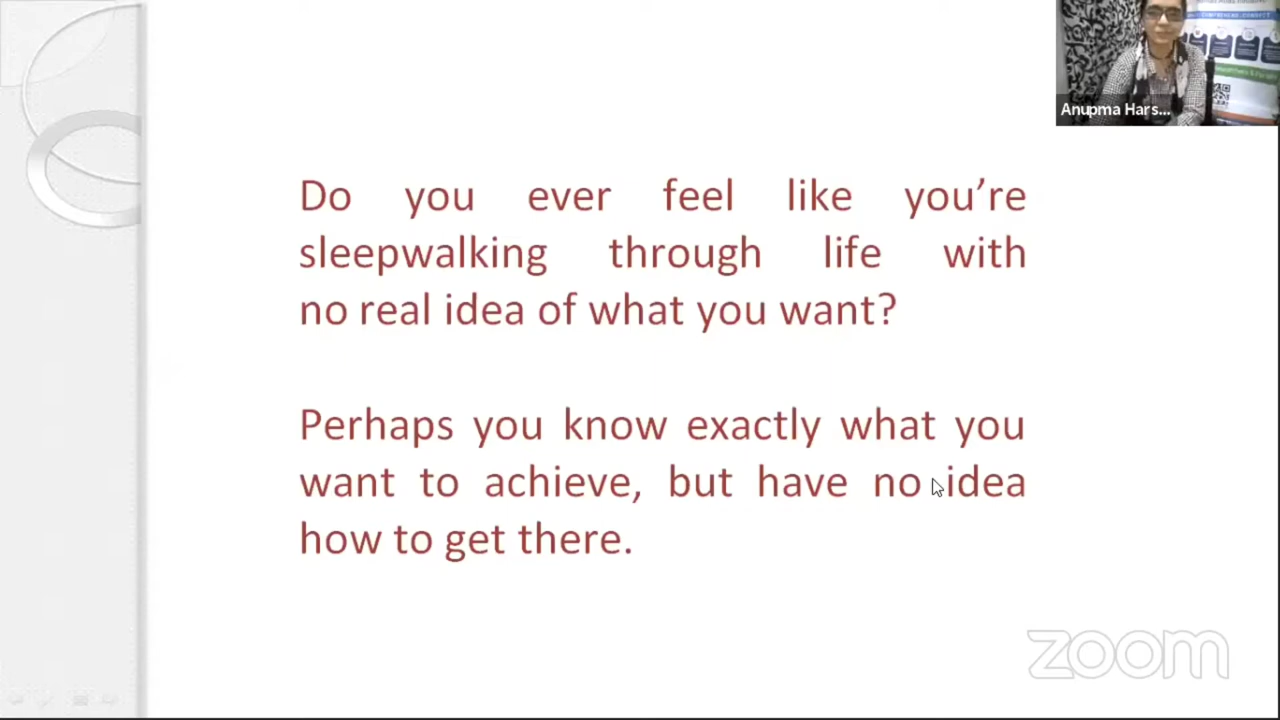 Anupma Hars...
Do you ever feel like you’re
sleepwalking through life with
no real idea of what you want?
Perhaps you know exactly what you
want to achieve, but have no idea
how to get there.
zoom